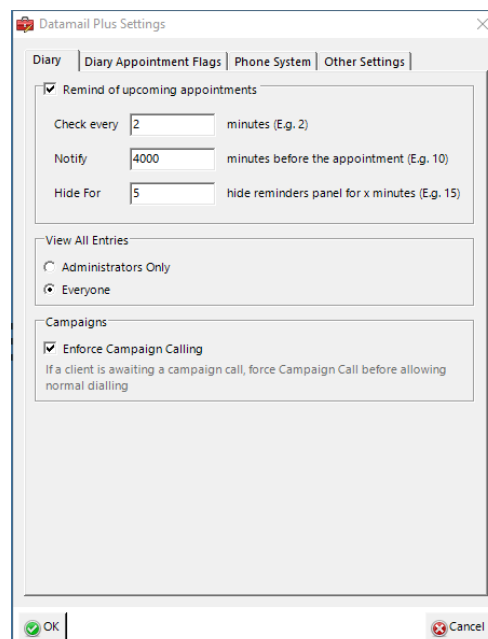 Datamail Plus Settings
Diary Diary Appointment Flags Phone System Other Settings
Remind of upcoming appointments
Check every 2 minutes (E.g. 2)
Notify 4000 minutes before the appointment (E.g. 10)
Hide For 5 hide reminders panel for x minutes (E.g. 15)
View All Entries
Administrators Only
Everyone
Campaigns
Enforce Campaign Calling
If a client is awaiting a campaign call, force Campaign Call before allowing
normal dialling
OK Cancel